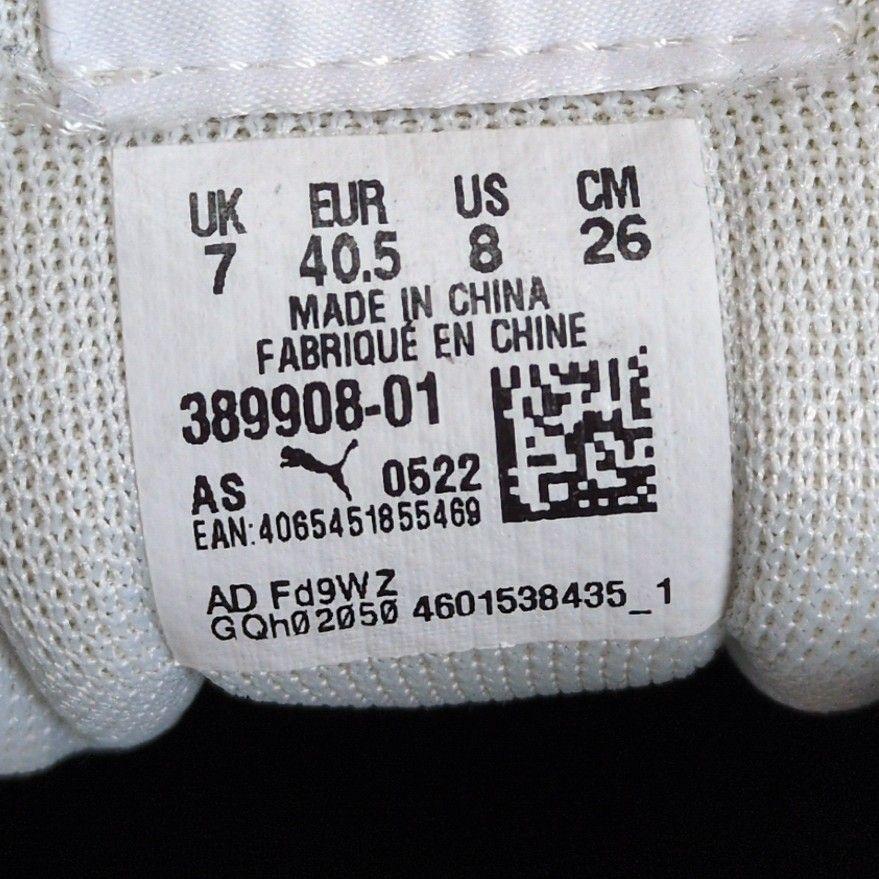 UK EUR US CM
7 40.5 8 26
MADE IN CHINA
FABRIQUÉ EN CHINE
389908-01
AS 0522
EAN:4065451855469
AD Fd9WZ
GQh02050 4601538435_1